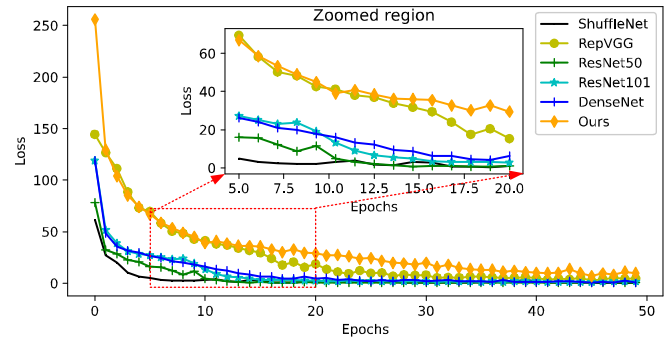 Zoomed region
250
200
150
100
50
0
Loss
0
10
20
30
40
50
Epochs
60
40
20
0
Loss
5.0
7.5
10.0
12.5
15.0
17.5
20.0
Epochs
ShuffleNet
RepVGG
ResNet50
ResNet101
DenseNet
Ours